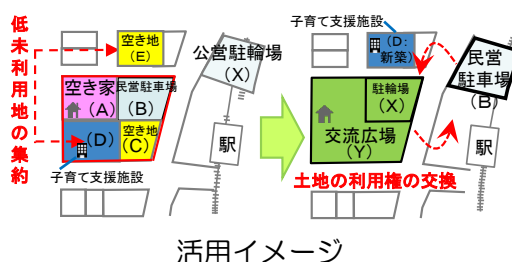 低未利用地の集約
空き地
(E)
公営駐輪場
(X)
空き家
(A)
民営駐車場
(B)
(D)
空き地
(C)
駅
子育て支援施設
子育て支援施設
(D:
新築)
民営
駐車場
(B)
駐輪場
(X)
交流広場
(Y)
駅
土地の利用権の交換
活用イメージ